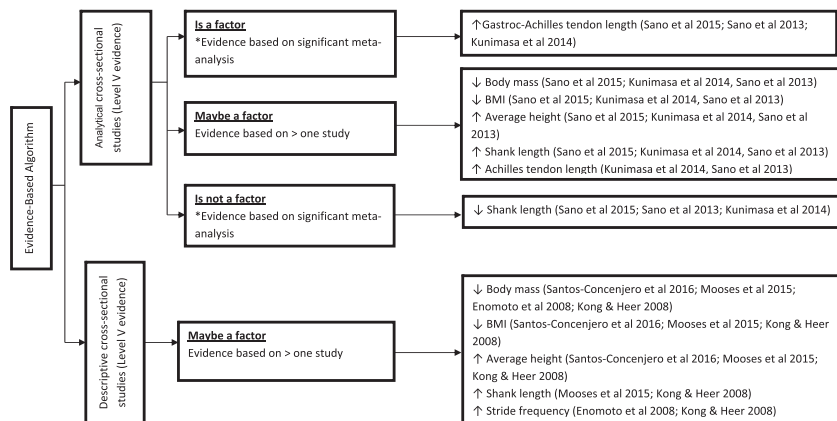 Evidence-Based Algorithm
Analytical cross-sectional
studies (Level V evidence)
Is a factor
*Evidence based on significant meta-
analysis
↑Gastroc-Achilles tendon length (Sano et al 2015; Sano et al 2013;
Kunimasa et al 2014)
Maybe a factor
Evidence based on > one study
↓ Body mass (Sano et al 2015; Kunimasa et al 2014, Sano et al 2013)
↓ BMI (Sano et al 2015; Kunimasa et al 2014, Sano et al 2013)
↑ Average height (Sano et al 2015; Kunimasa et al 2014, Sano et al
2013)
↑ Shank length (Sano et al 2015; Kunimasa et al 2014, Sano et al 2013)
↑ Achilles tendon length (Kunimasa et al 2014, Sano et al 2013)
Is not a factor
*Evidence based on significant meta-
analysis
↓ Shank length (Sano et al 2015; Sano et al 2013; Kunimasa et al 2014)
Descriptive cross-sectional
studies (Level V evidence)
Maybe a factor
Evidence based on > one study
↓ Body mass (Santos-Concenjero et al 2016; Mooses et al 2015;
Enomoto et al 2008; Kong & Heer 2008)
↓ BMI (Santos-Concenjero et al 2016; Mooses et al 2015; Kong & Heer
2008)
↑ Average height (Santos-Concenjero et al 2016; Mooses et al 2015;
Kong & Heer 2008)
↑ Shank length (Mooses et al 2015; Kong & Heer 2008)
↑ Stride frequency (Enomoto et al 2008; Kong & Heer 2008)